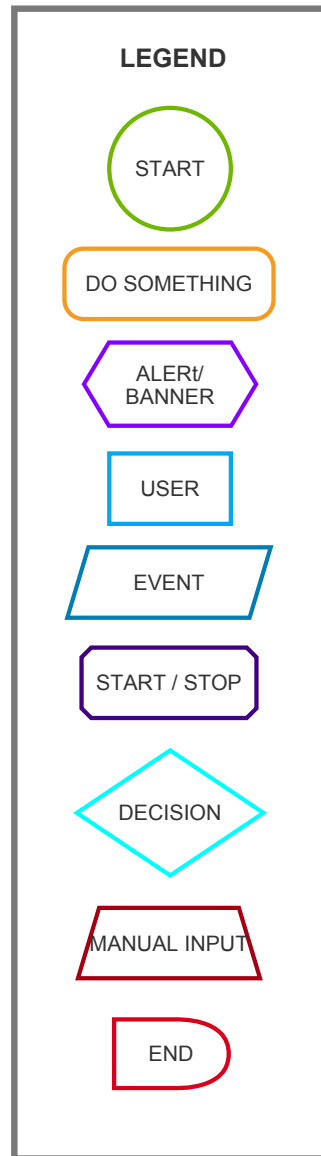 LEGEND
START
DO SOMETHING
ALERt/
BANNER
USER
EVENT
START / STOP
DECISION
MANUAL INPUT
END